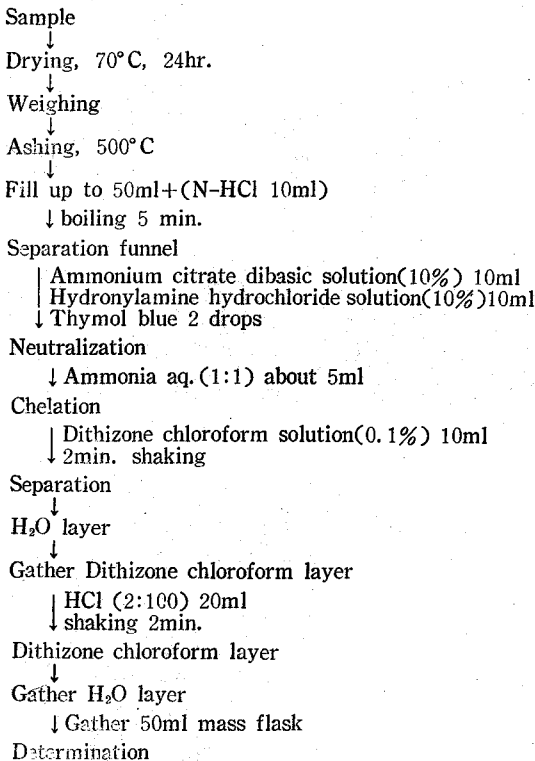 Sample
↓
Drying, 70°C, 24hr.
↓
Weighing
↓
Ashing, 500°C
↓
Fill up to 50ml+(N-HCl 10ml)
↓ boiling 5 min.
Separation funnel
Ammonium citrate dibasic solution(10%) 10ml
Hydronylamine hydrochloride solution(10%)10ml
↓ Thymol blue 2 drops
Neutralization
↓ Ammonia aq. (1:1) about 5ml
Chelation
Dithizone chloroform solution(0.1%) 10ml
↓ 2min. shaking
Separation
↓
H₂O layer
↓
Gather Dithizone chloroform layer
HCl (2:100) 20ml
↓ shaking 2min.
Dithizone chloroform layer
↓
Gather H₂O layer
↓ Gather 50ml mass flask
Determination